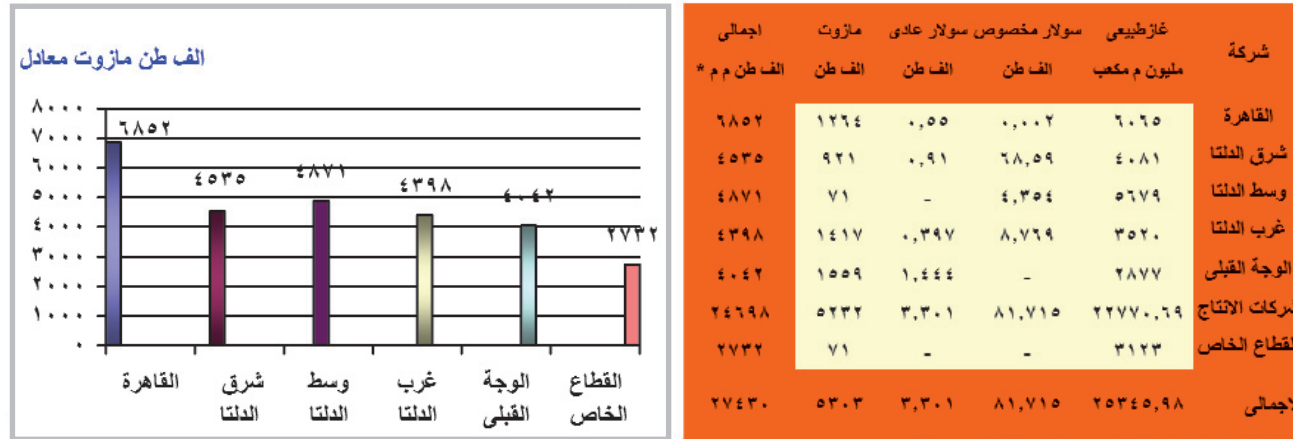 الف طن مازوت معادل
٨٠٠٠
٧٠٠٠
٦٠٠٠
٥٠٠٠
٤٠٠٠
٣٠٠٠
٢٠٠٠
١٠٠٠
٠
٦٨٥٢
٤٥٣٥
٤٨٧١
٤٣٩٨
٤٠٤٢
٢٧٣٢
القاهرة
شرق الدلتا
وسط الدلتا
غرب الدلتا
الوجة القبلى
القطاع الخاص
شركة غازطبيعى سولار مخصوص سولار عادى مازوت اجمالى
مليون م مكعب الف طن الف طن الف طن الف طن م م *
القاهرة ٦٠٦٥ ٠,٠٠٢ ٠,٥٥ ١٢٦٤ ٦٨٥٢
شرق الدلتا ٤٠٨١ ٦٨,٥٩ ٠,٩١ ٩٢١ ٤٥٣٥
وسط الدلتا ٥٦٧٩ ٤,٣٥٤ - ٧١ ٤٨٧١
غرب الدلتا ٣٥٢٠ ٨,٧٦٩ ٠,٣٩٧ ١٤١٧ ٤٣٩٨
الوجة القبلى ٢٨٧٧ - ١,٤٤٤ ١٥٥٩ ٤٠٤٢
شركات الانتاج ٢٢٧٧٠,٦٩ ٨١,٧١٥ ٣,٣٠١ ٥٢٣٢ ٢٤٦٩٨
القطاع الخاص ٣١٢٣ - - ٧١ ٢٧٣٢
لاجمالى ٢٥٣٤٥,٩٨ ٨١,٧١٥ ٣,٣٠١ ٥٣٠٣ ٢٧٤٣٠